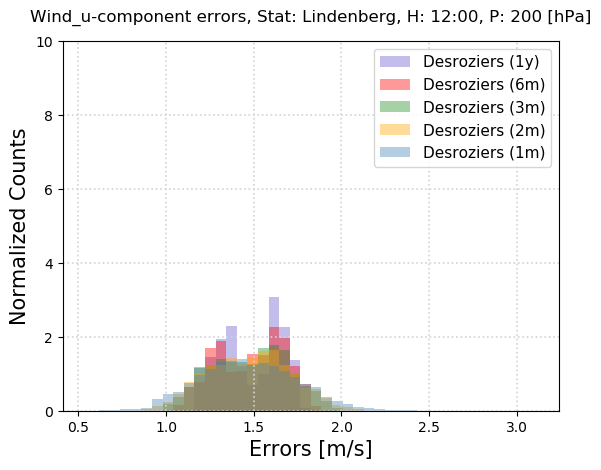 Wind_u-component errors, Stat: Lindenberg, H: 12:00, P: 200 [hPa]
Normalized Counts
10
8
6
4
2
0
Desroziers (1y)
Desroziers (6m)
Desroziers (3m)
Desroziers (2m)
Desroziers (1m)
0.5 1.0 1.5 2.0 2.5 3.0
Errors [m/s]